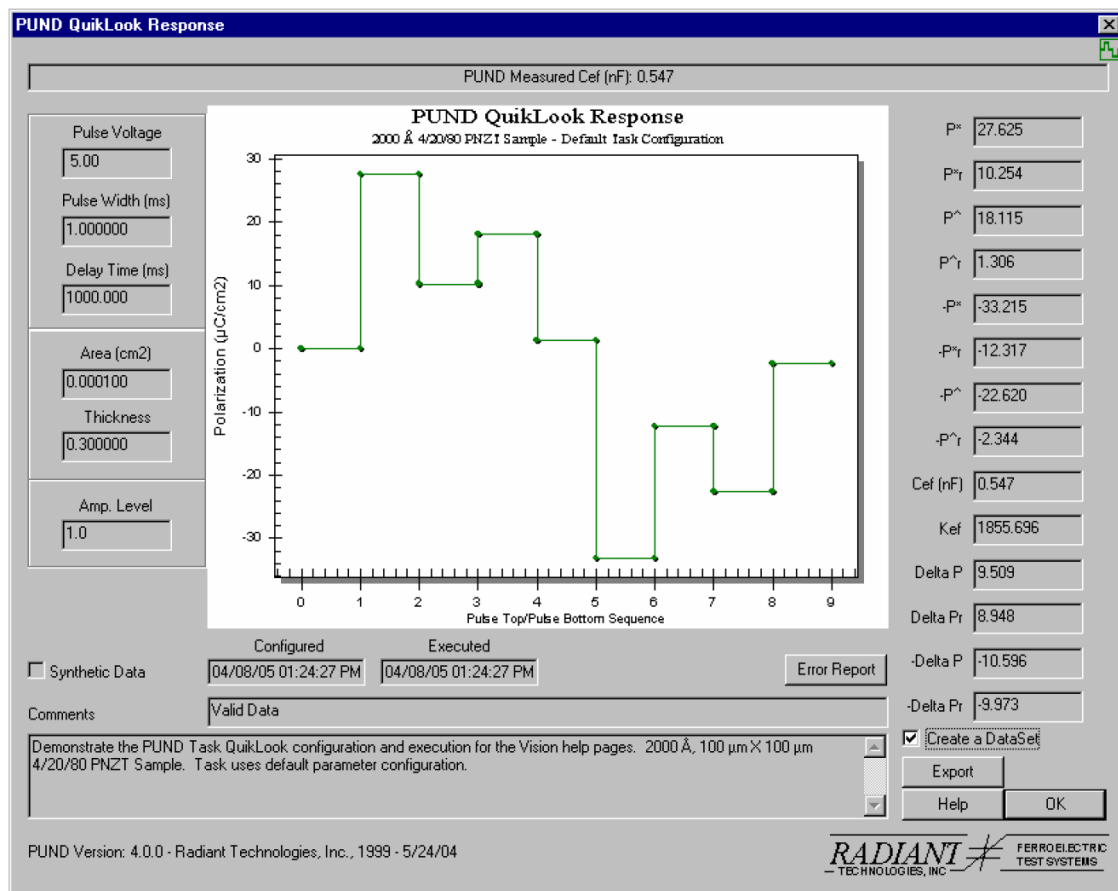 PUND QuikLook Response
PUND Measured Cef (nF): 0.547
Pulse Voltage
5.00
Pulse Width (ms)
1.000000
Delay Time (ms)
1000.000
Area (cm2)
0.000100
Thickness
0.300000
Amp. Level
1.0
PUND QuikLook Response
2000 Å 4/20/80 PNZT Sample - Default Task Configuration
Polarization (µC/cm2)
30
20
10
0
-10
-20
-30
0 1 2 3 4 5 6 7 8 9
Pulse Top/Pulse Bottom Sequence
P* 27.625
P*r 10.254
P^ 18.115
P^r 1.306
-P* -33.215
-P*r -12.317
-P^ -22.620
-P^r -2.344
Cef (nF) 0.547
Kef 1855.696
Delta P 9.509
Delta Pr 8.948
-Delta P -10.596
-Delta Pr -9.973
Synthetic Data
Configured
04/08/05 01:24:27 PM
Executed
04/08/05 01:24:27 PM
Error Report
Comments
Valid Data
Create a DataSet
Demonstrate the PUND Task QuikLook configuration and execution for the Vision help pages. 2000 Å, 100 µm X 100 µm
4/20/80 PNZT Sample. Task uses default parameter configuration.
Export
Help OK
PUND Version: 4.0.0 - Radiant Technologies, Inc., 1999 - 5/24/04
RADIANT
TECHNOLOGIES, INC
FERROELECTRIC
TEST SYSTEMS